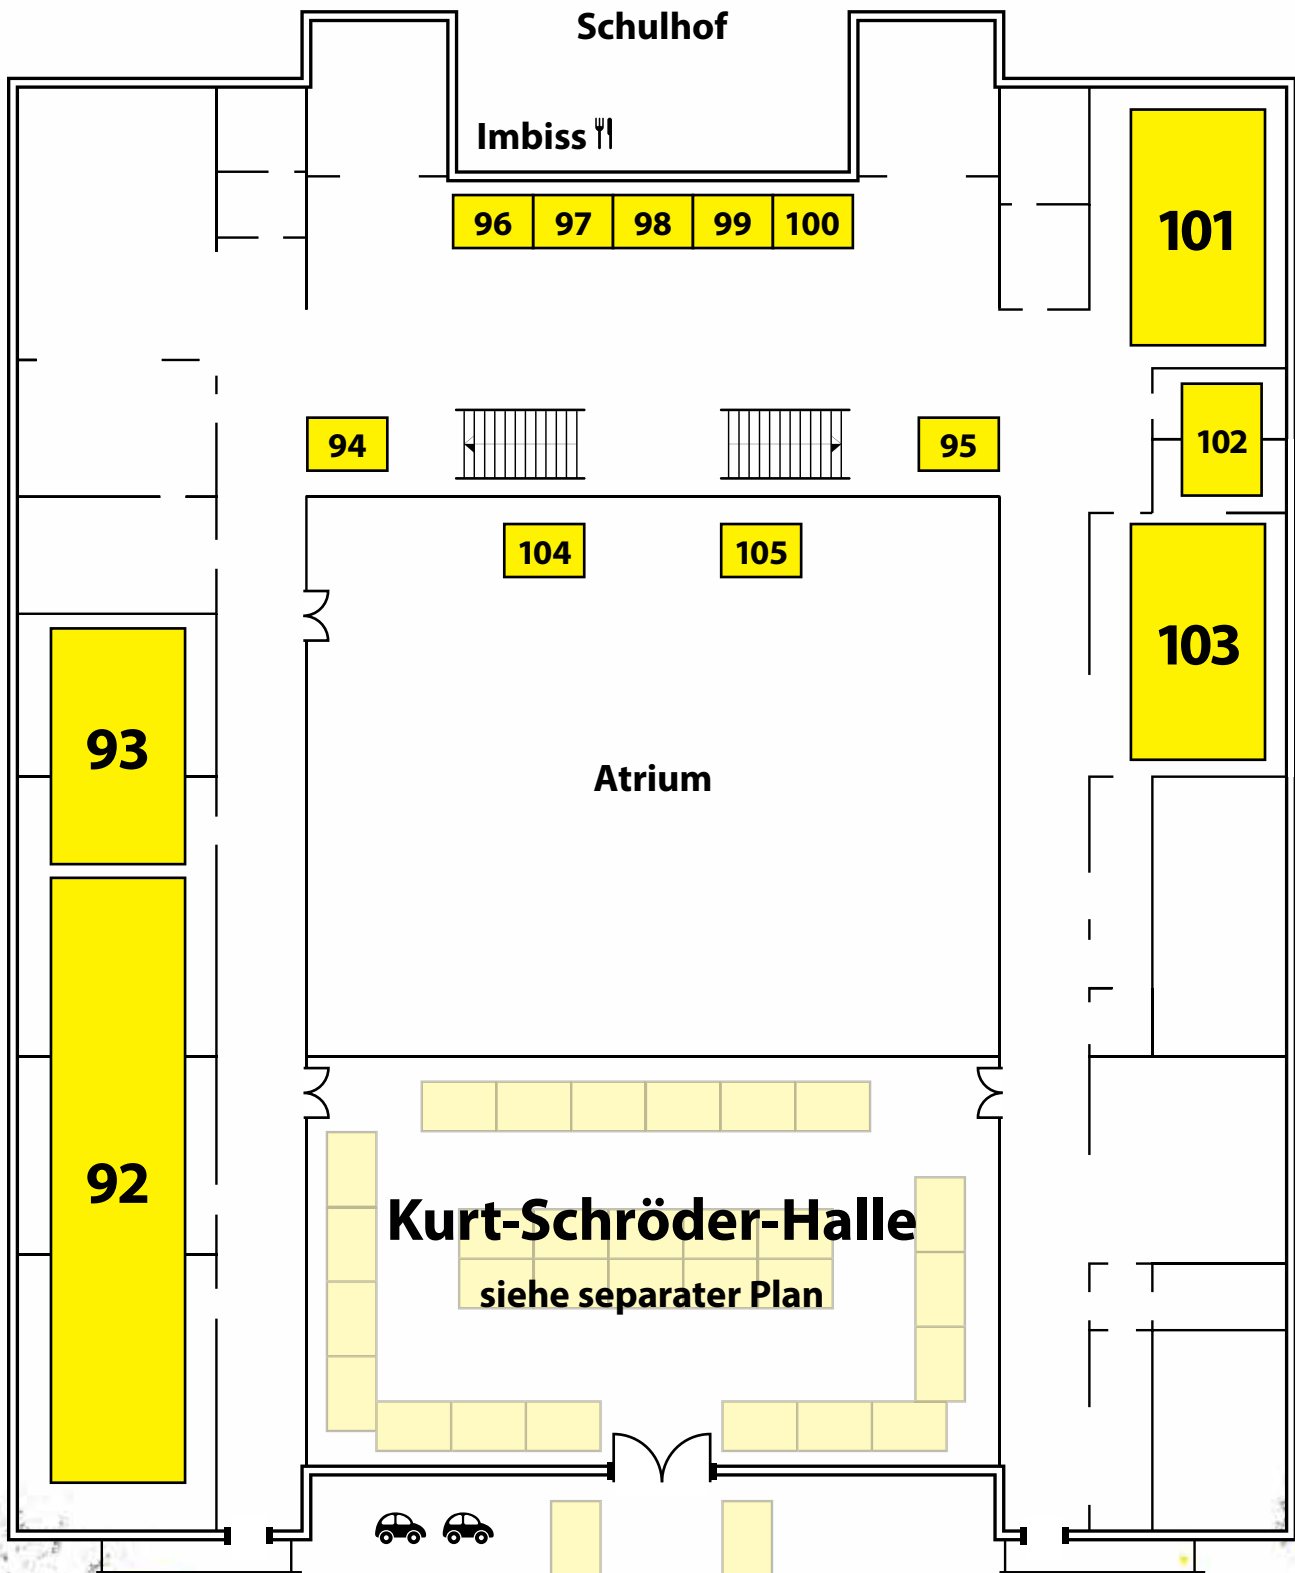 Schulhof
Imbiss
96 97 98 99 100
101
94
95
102
104
105
103
93
Atrium
92
Kurt-Schröder-Halle
siehe separater Plan